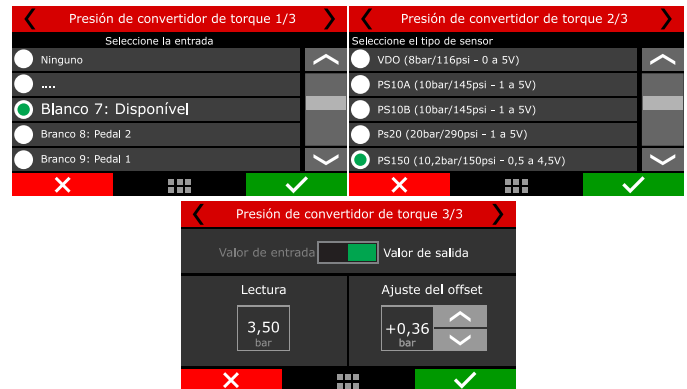 Presión de convertidor de torque 1/3
Seleccione la entrada
Ninguno
....
Blanco 7: Disponível
Branco 8: Pedal 2
Branco 9: Pedal 1
Presión de convertidor de torque 2/3
Seleccione el tipo de sensor
VDO (8bar/116psi - 0 a 5V)
PS10A (10bar/145psi - 1 a 5V)
PS10B (10bar/145psi - 1 a 5V)
Ps20 (20bar/290psi - 1 a 5V)
PS150 (10,2bar/150psi - 0,5 a 4,5V)
Presión de convertidor de torque 3/3
Valor de entrada Valor de salida
Lectura
3,50
bar
Ajuste del offset
+0,36
bar